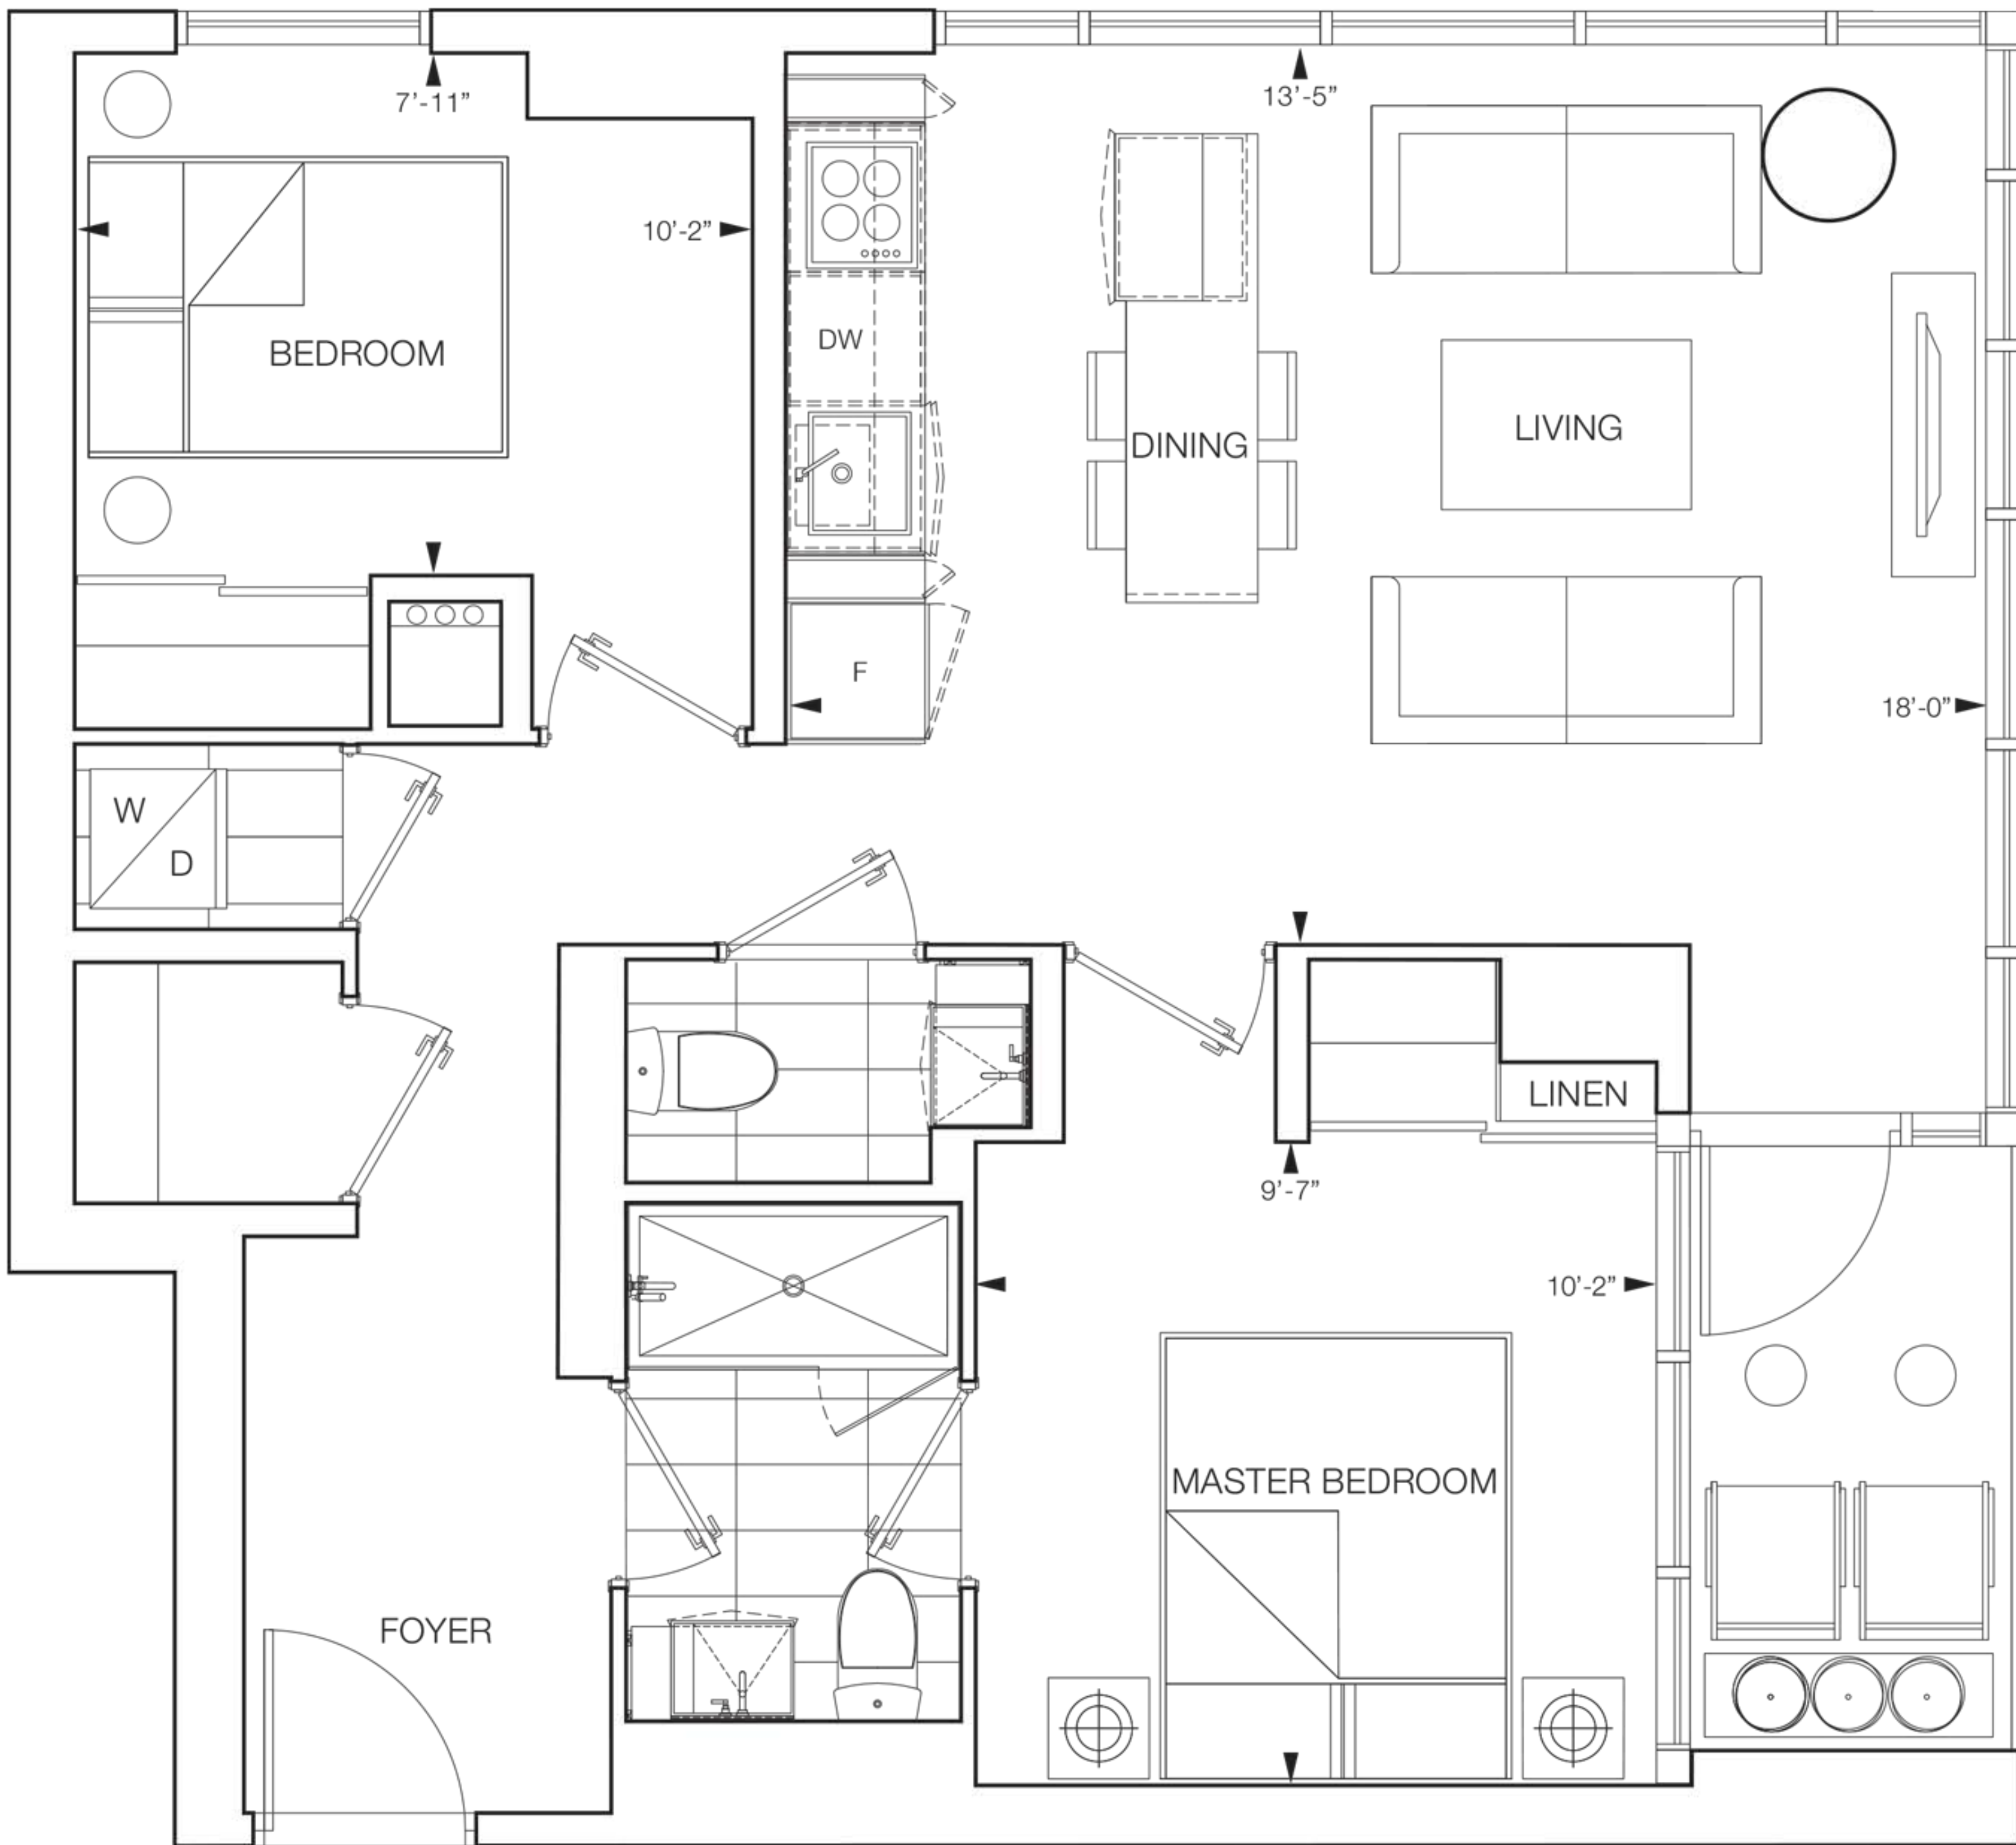 7’-11”
13’-5”
10’-2”
BEDROOM
DW
DINING
LIVING
F
18’-0”
W
D
LINEN
9’-7”
10’-2”
MASTER BEDROOM
FOYER